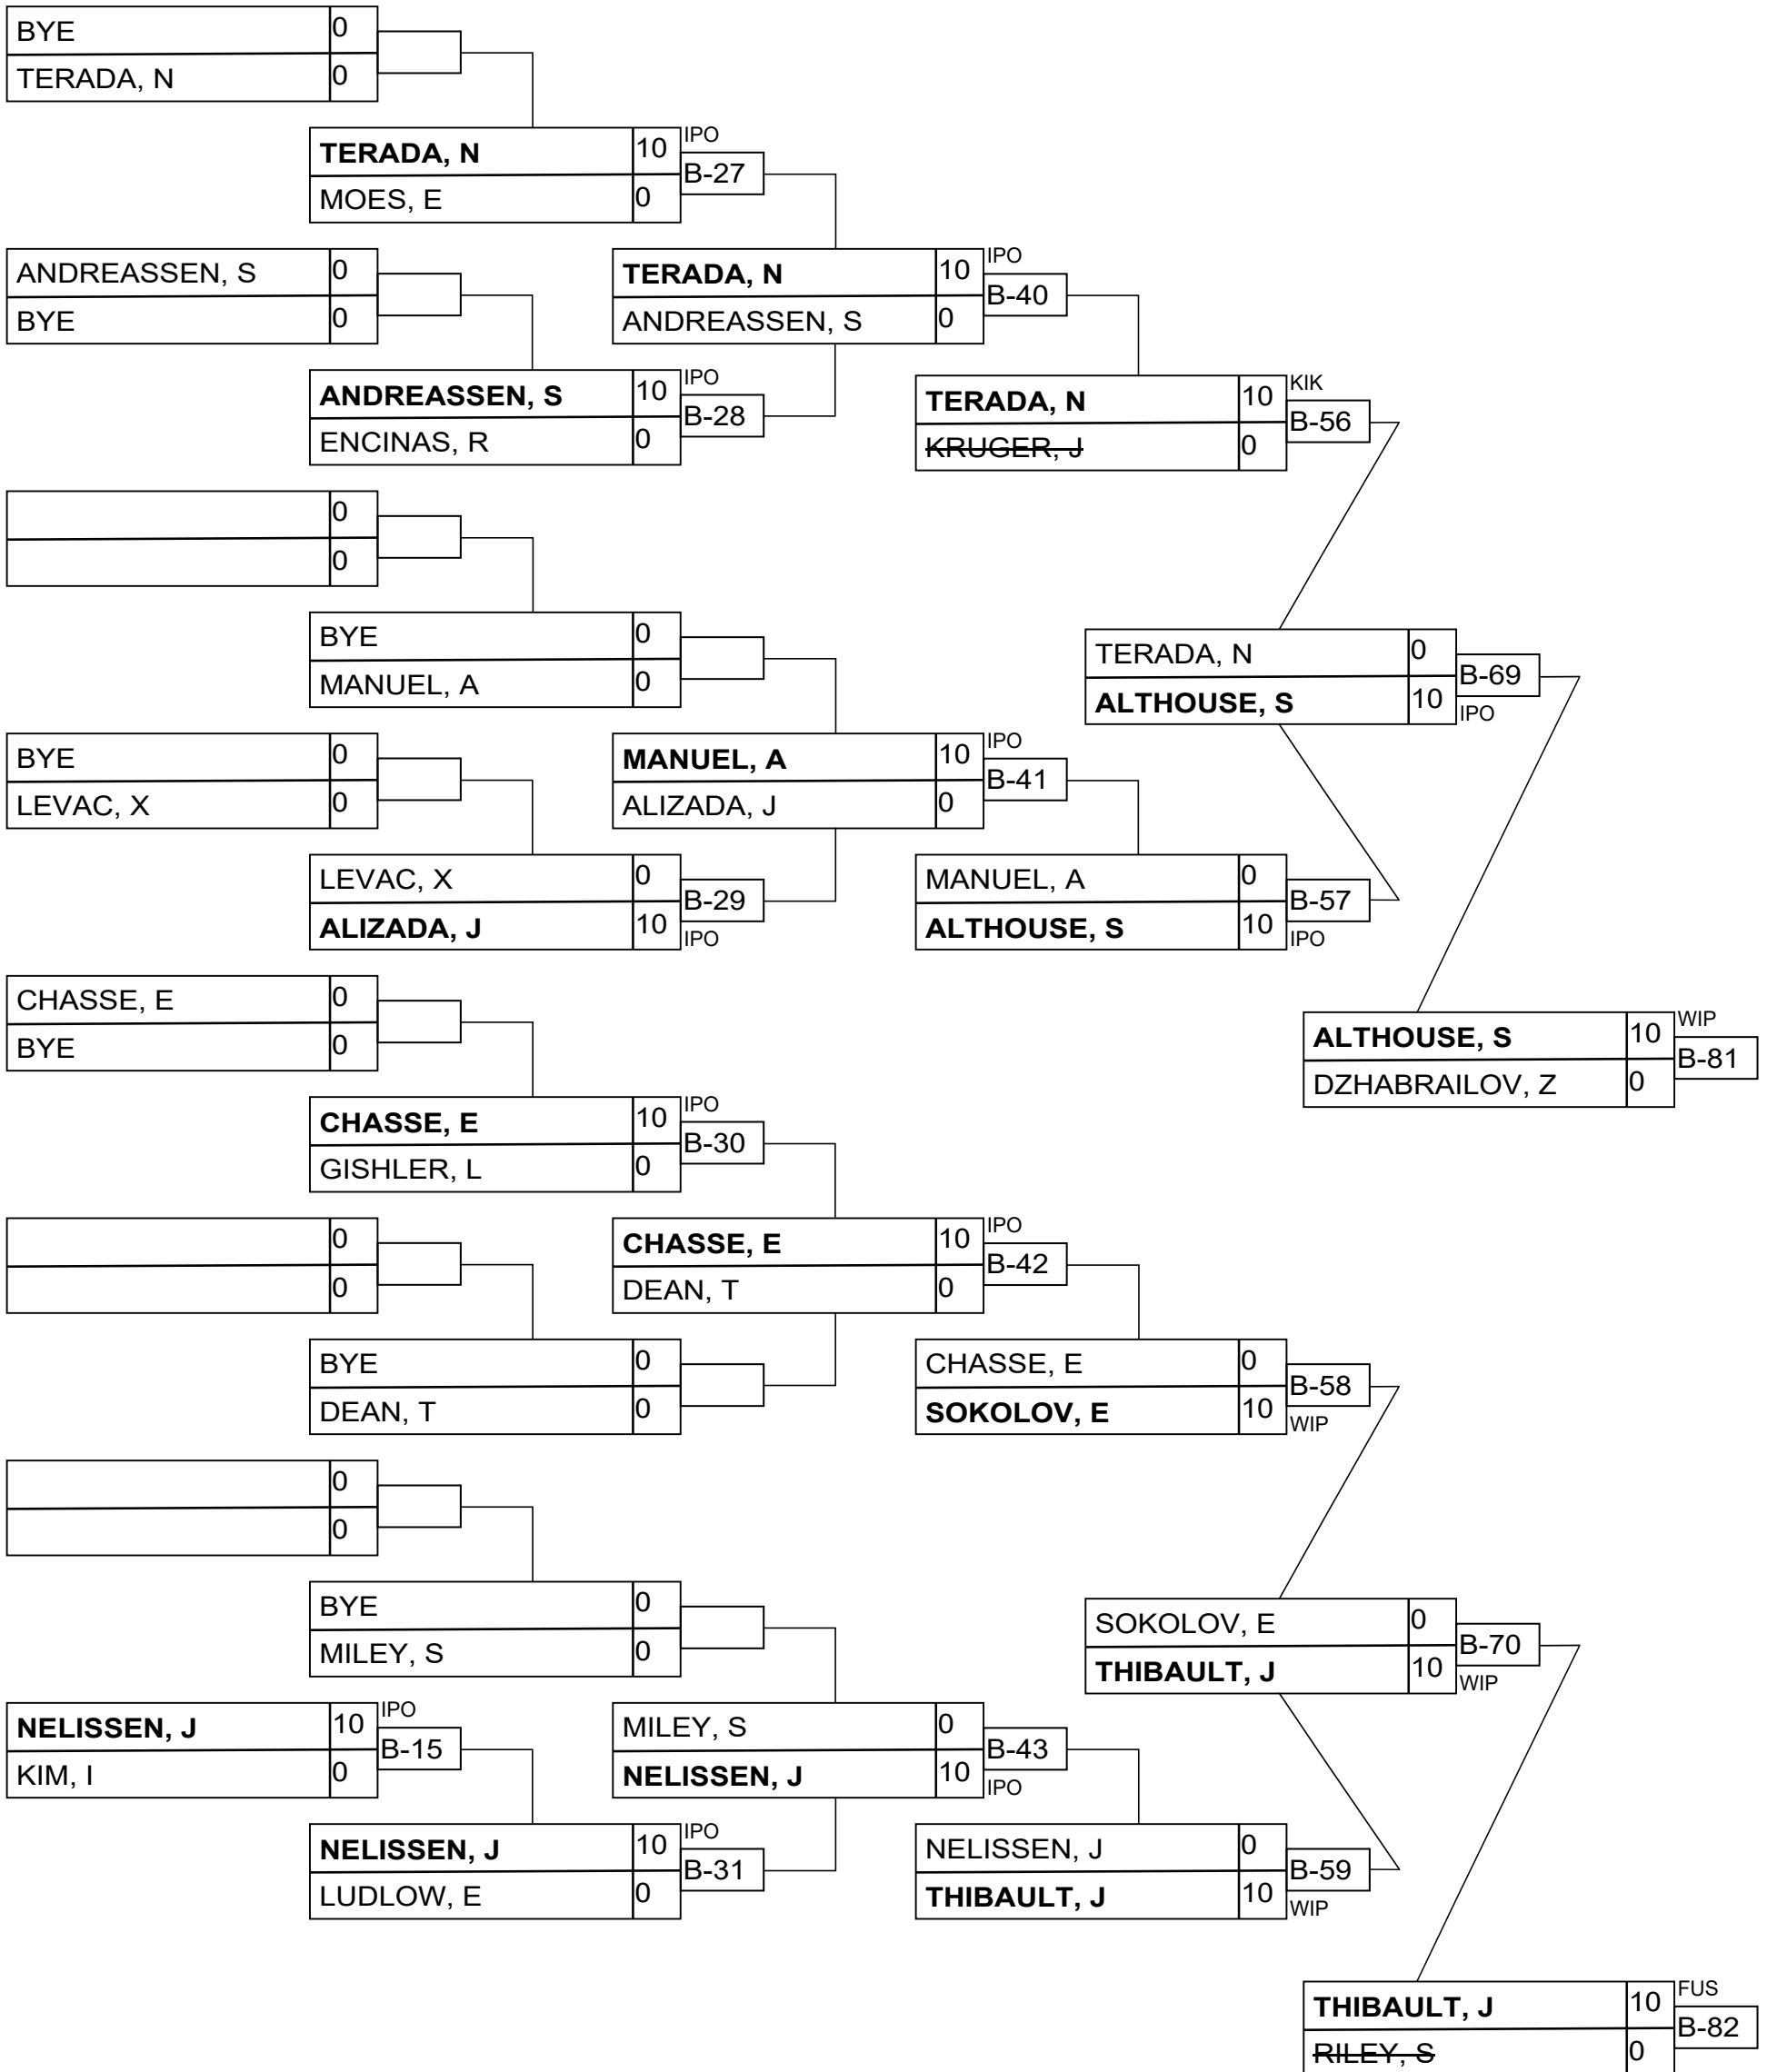 BYE 0
TERADA, N 0
TERADA, N 10 IPO
B-27
MOES, E 0
ANDREASSEN, S 0
BYE 0
TERADA, N 10 IPO
B-40
ANDREASSEN, S 0
ANDREASSEN, S 10 IPO
B-28
ENCINAS, R 0
TERADA, N 10 KIK
B-56
KRUGER, J 0
0
0
BYE 0
MANUEL, A 0
TERADA, N 0
B-69
ALTHOUSE, S 10 IPO
BYE 0
LEVAC, X 0
MANUEL, A 10 IPO
B-41
ALIZADA, J 0
LEVAC, X 0
B-29
ALIZADA, J 10 IPO
MANUEL, A 0
B-57
ALTHOUSE, S 10 IPO
CHASSE, E 0
BYE 0
ALTHOUSE, S 10 WIP
B-81
DZHABRAILOV, Z 0
CHASSE, E 10 IPO
B-30
GISHLER, L 0
0
0
CHASSE, E 10 IPO
B-42
DEAN, T 0
BYE 0
DEAN, T 0
CHASSE, E 0
B-58
SOKOLOV, E 10 WIP
0
0
BYE 0
MILEY, S 0
SOKOLOV, E 0
B-70
THIBAULT, J 10 WIP
NELISSEN, J 10 IPO
B-15
KIM, I 0
MILEY, S 0
B-43
NELISSEN, J 10 IPO
NELISSEN, J 10 IPO
B-31
LUDLOW, E 0
NELISSEN, J 0
B-59
THIBAULT, J 10 WIP
THIBAULT, J 10 FUS
B-82
RILEY, S 0